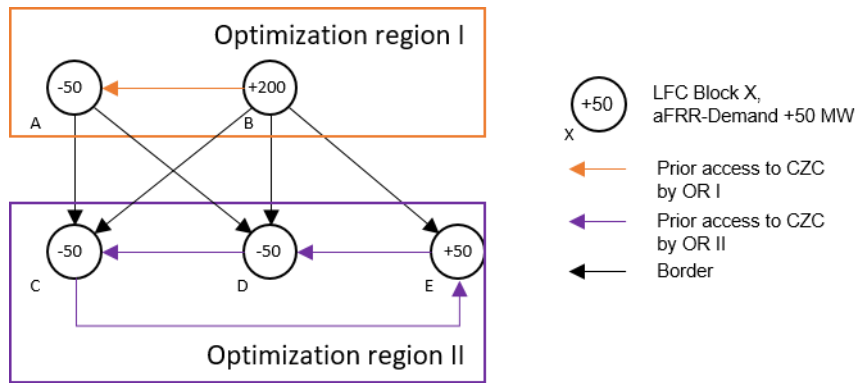 Optimization region I
-50
+200
A
B
-50
-50
+50
C
D
E
Optimization region II
+50
X
LFC Block X,
aFRR-Demand +50 MW
Prior access to CZC
by OR I
Prior access to CZC
by OR II
Border